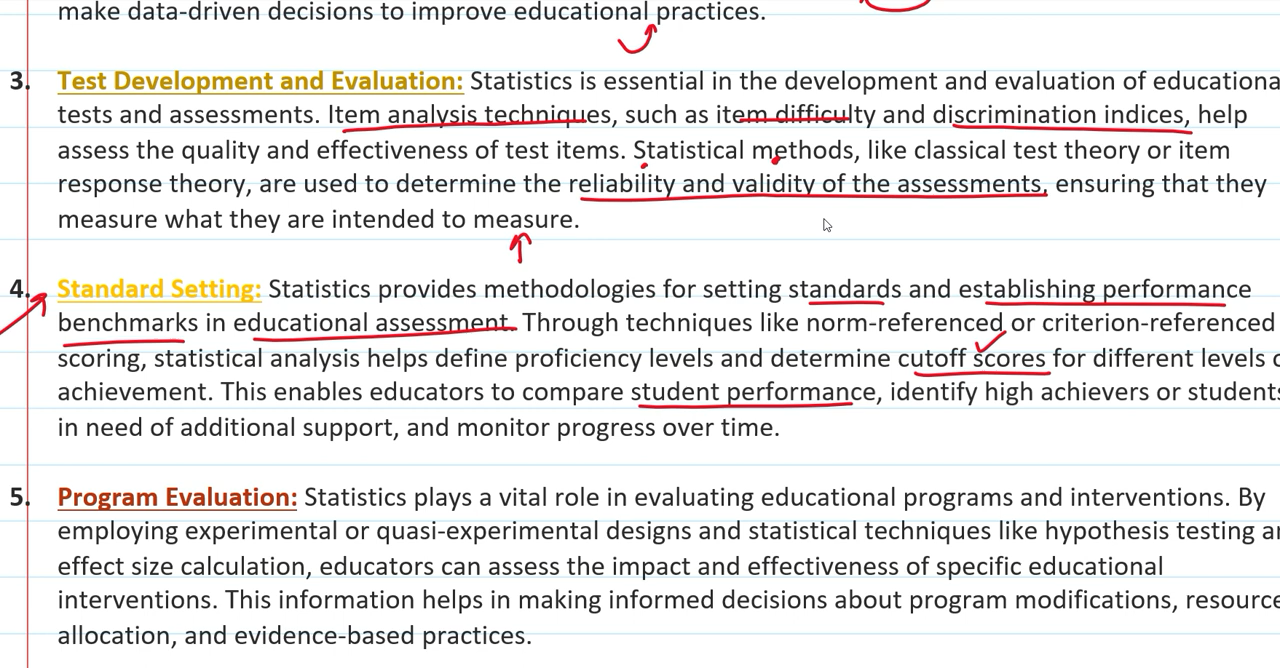 make data-driven decisions to improve educational practices.
3. Test Development and Evaluation: Statistics is essential in the development and evaluation of educationa
tests and assessments. Item analysis techniques, such as item difficulty and discrimination indices, help
assess the quality and effectiveness of test items. Statistical methods, like classical test theory or item
response theory, are used to determine the reliability and validity of the assessments, ensuring that they
measure what they are intended to measure.
4. Standard Setting: Statistics provides methodologies for setting standards and establishing performance
benchmarks in educational assessment. Through techniques like norm-referenced or criterion-referenced
scoring, statistical analysis helps define proficiency levels and determine cutoff scores for different levels o
achievement. This enables educators to compare student performance, identify high achievers or students
in need of additional support, and monitor progress over time.
5. Program Evaluation: Statistics plays a vital role in evaluating educational programs and interventions. By
employing experimental or quasi-experimental designs and statistical techniques like hypothesis testing an
effect size calculation, educators can assess the impact and effectiveness of specific educational
interventions. This information helps in making informed decisions about program modifications, resource
allocation, and evidence-based practices.